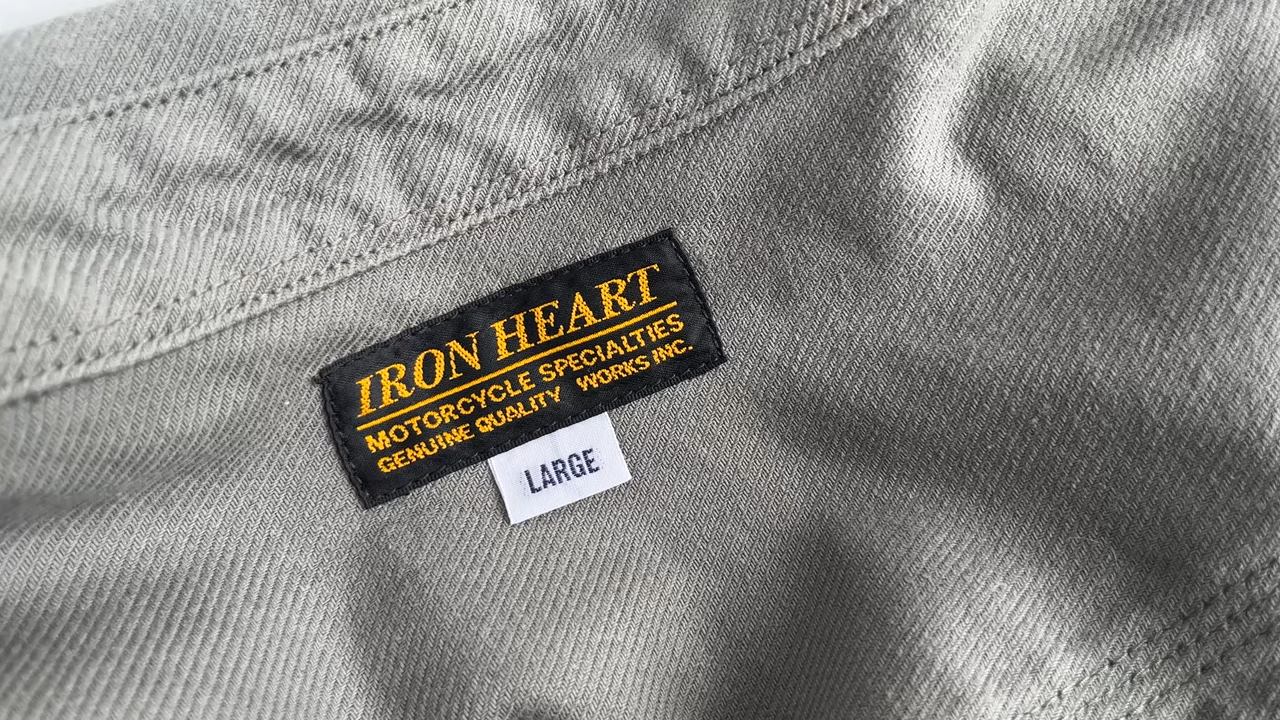 IRON HEART
MOTORCYCLE SPECIALTIES
GENUINE QUALITY WORKS INC.
LARGE